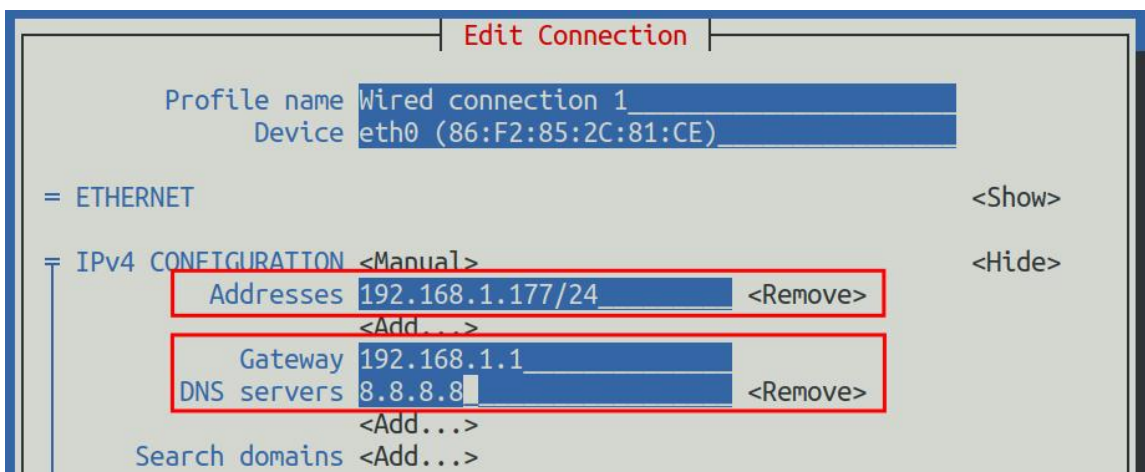 Edit Connection
Profile name Wired connection 1
Device eth0 (86:F2:85:2C:81:CE)
= ETHERNET <Show>
IPv4 CONFIGURATION <Manual> <Hide>
Addresses 192.168.1.177/24 <Remove>
<Add...>
Gateway 192.168.1.1
DNS servers 8.8.8.8 <Remove>
<Add...>
Search domains <Add...>